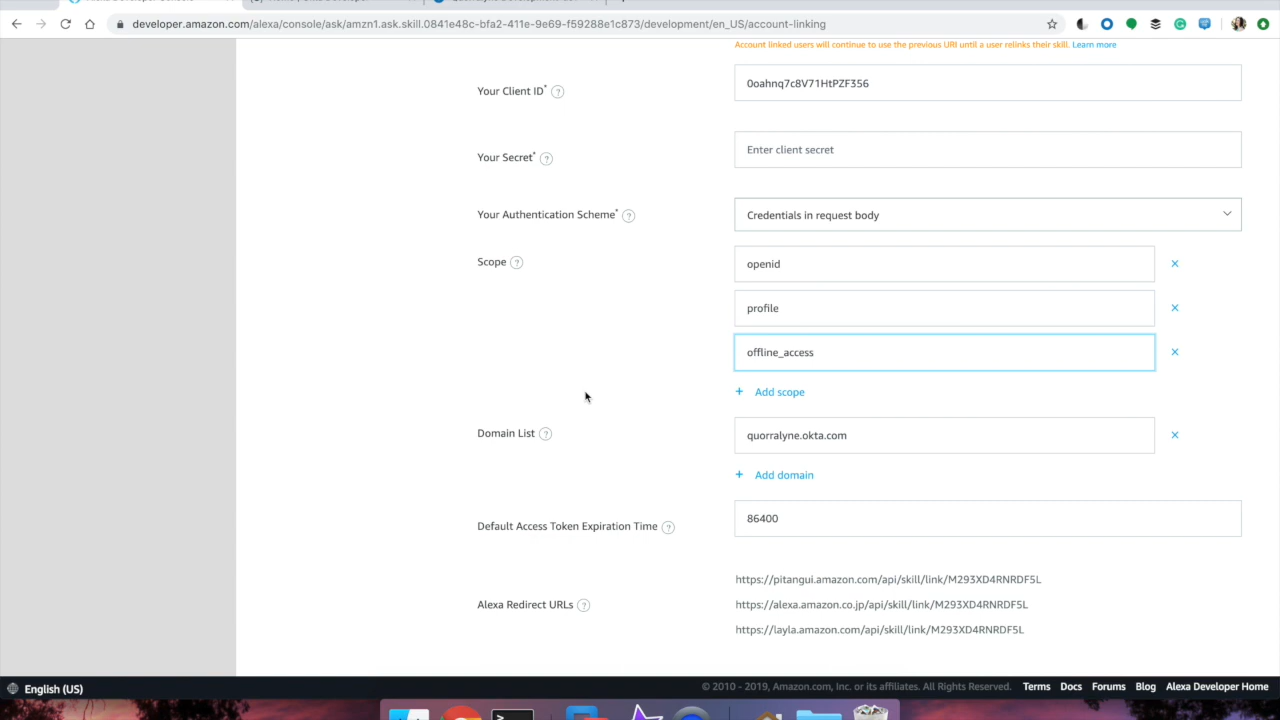 developer.amazon.com/alexa/console/ask/amzn1.ask.skill.0841e48c-bfa2-411e-9e69-f59288e1c873/development/en_US/account-linking
Account linked users will continue to use the previous URI until a user relinks their skill. Learn more
Your Client ID* ?
0oahnq7c8V71HtPZF356
Your Secret* ?
Enter client secret
Your Authentication Scheme* ?
Credentials in request body
Scope ?
openid
profile
offline_access
+ Add scope
Domain List ?
quorralyne.okta.com
+ Add domain
Default Access Token Expiration Time ?
86400
Alexa Redirect URLs ?
https://pitangui.amazon.com/api/skill/link/M293XD4RNRDF5L
https://alexa.amazon.co.jp/api/skill/link/M293XD4RNRDF5L
https://layla.amazon.com/api/skill/link/M293XD4RNRDF5L
English (US)
© 2010 - 2019, Amazon.com, Inc. or its affiliates. All Rights Reserved. Terms Docs Forums Blog Alexa Developer Home